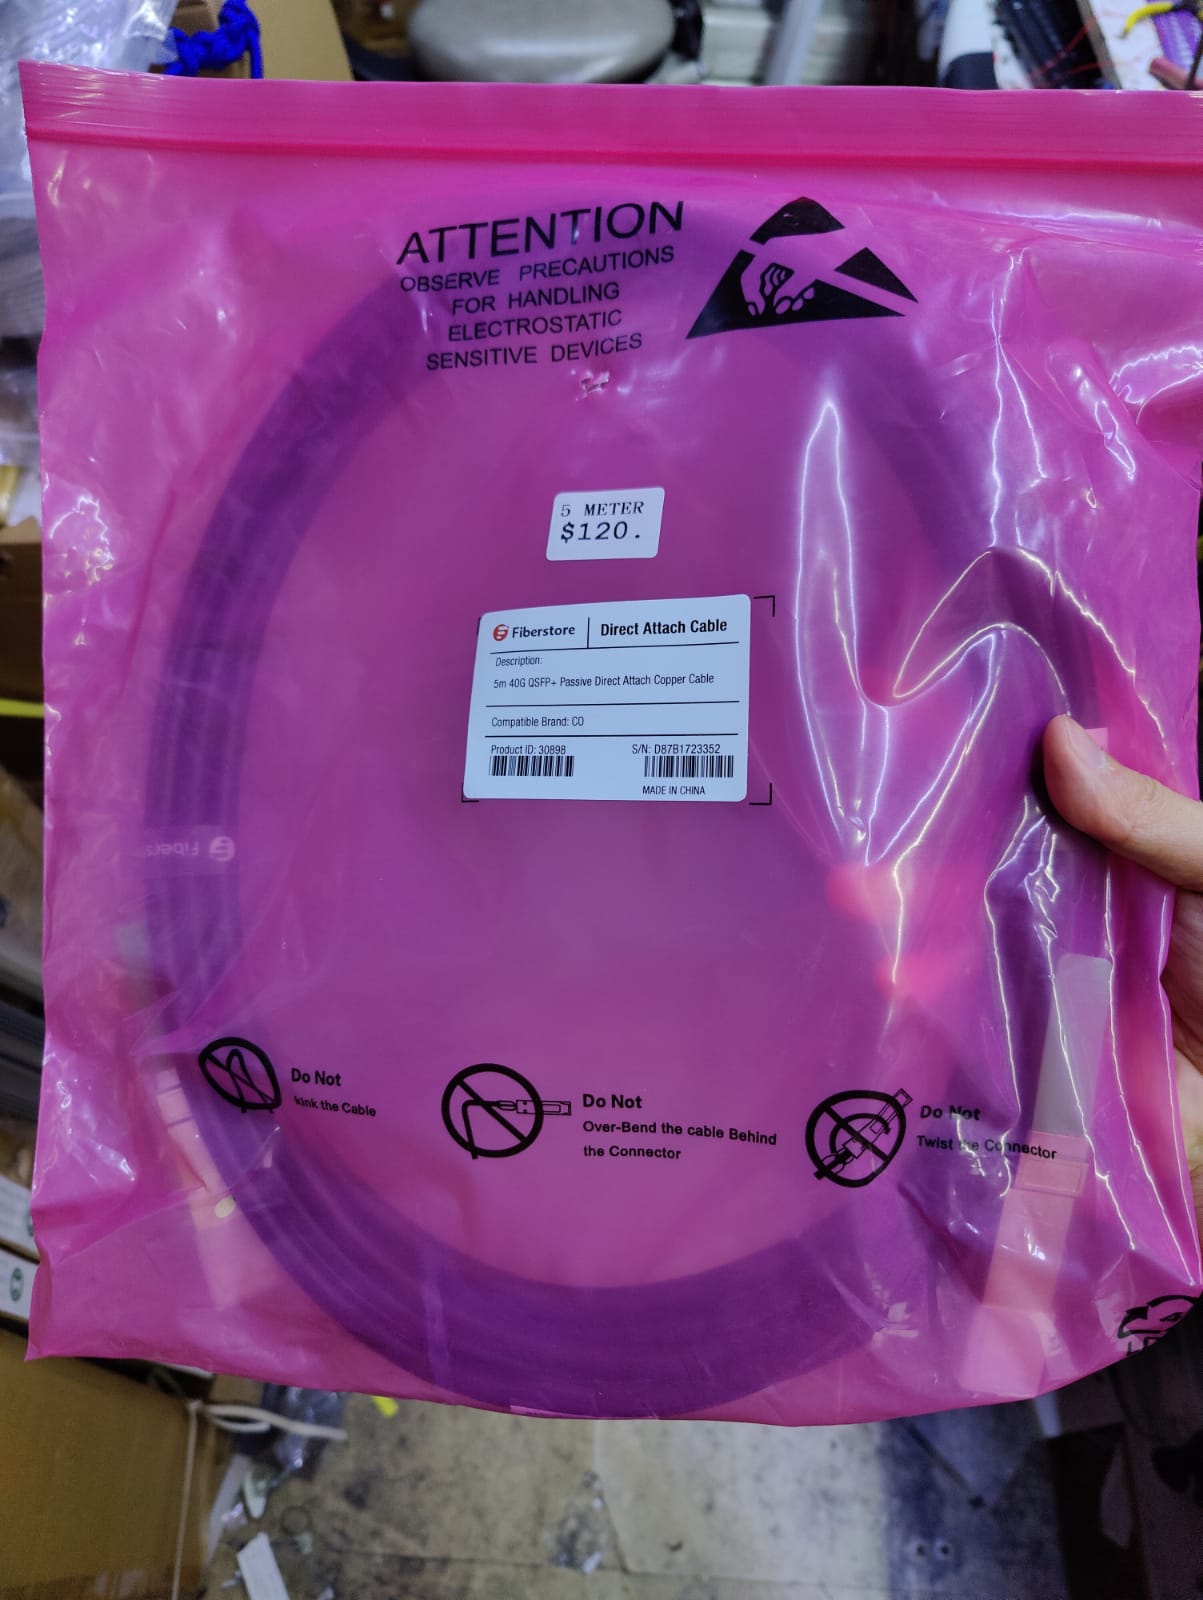 ATTENTION
OBSERVE PRECAUTIONS
FOR HANDLING
ELECTROSTATIC
SENSITIVE DEVICES
5 METER
$120.
Fiberstore
Direct Attach Cable
Description:
5m 40G QSFP+ Passive Direct Attach Copper Cable
Compatible Brand: CO
Product ID: 30898
S/N: D87B1723352
MADE IN CHINA
Do Not
kink the Cable
Do Not
Over-Bend the cable Behind
the Connector
Do Not
Twist the Connector